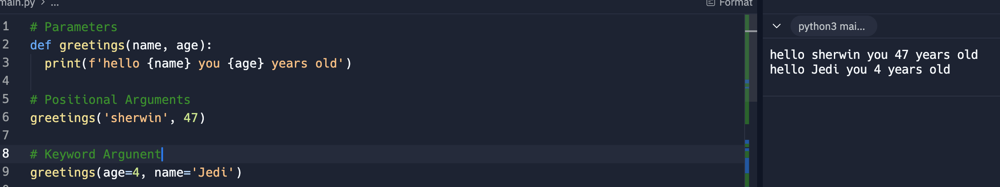 main.py > ...
Format
1 # Parameters
2 def greetings(name, age):
3   print(f'hello {name} you {age} years old')
4
5 # Positional Arguments
6 greetings('sherwin', 47)
7
8 # Keyword Argunent
9 greetings(age=4, name='Jedi')
python3 mai...
hello sherwin you 47 years old
hello Jedi you 4 years old